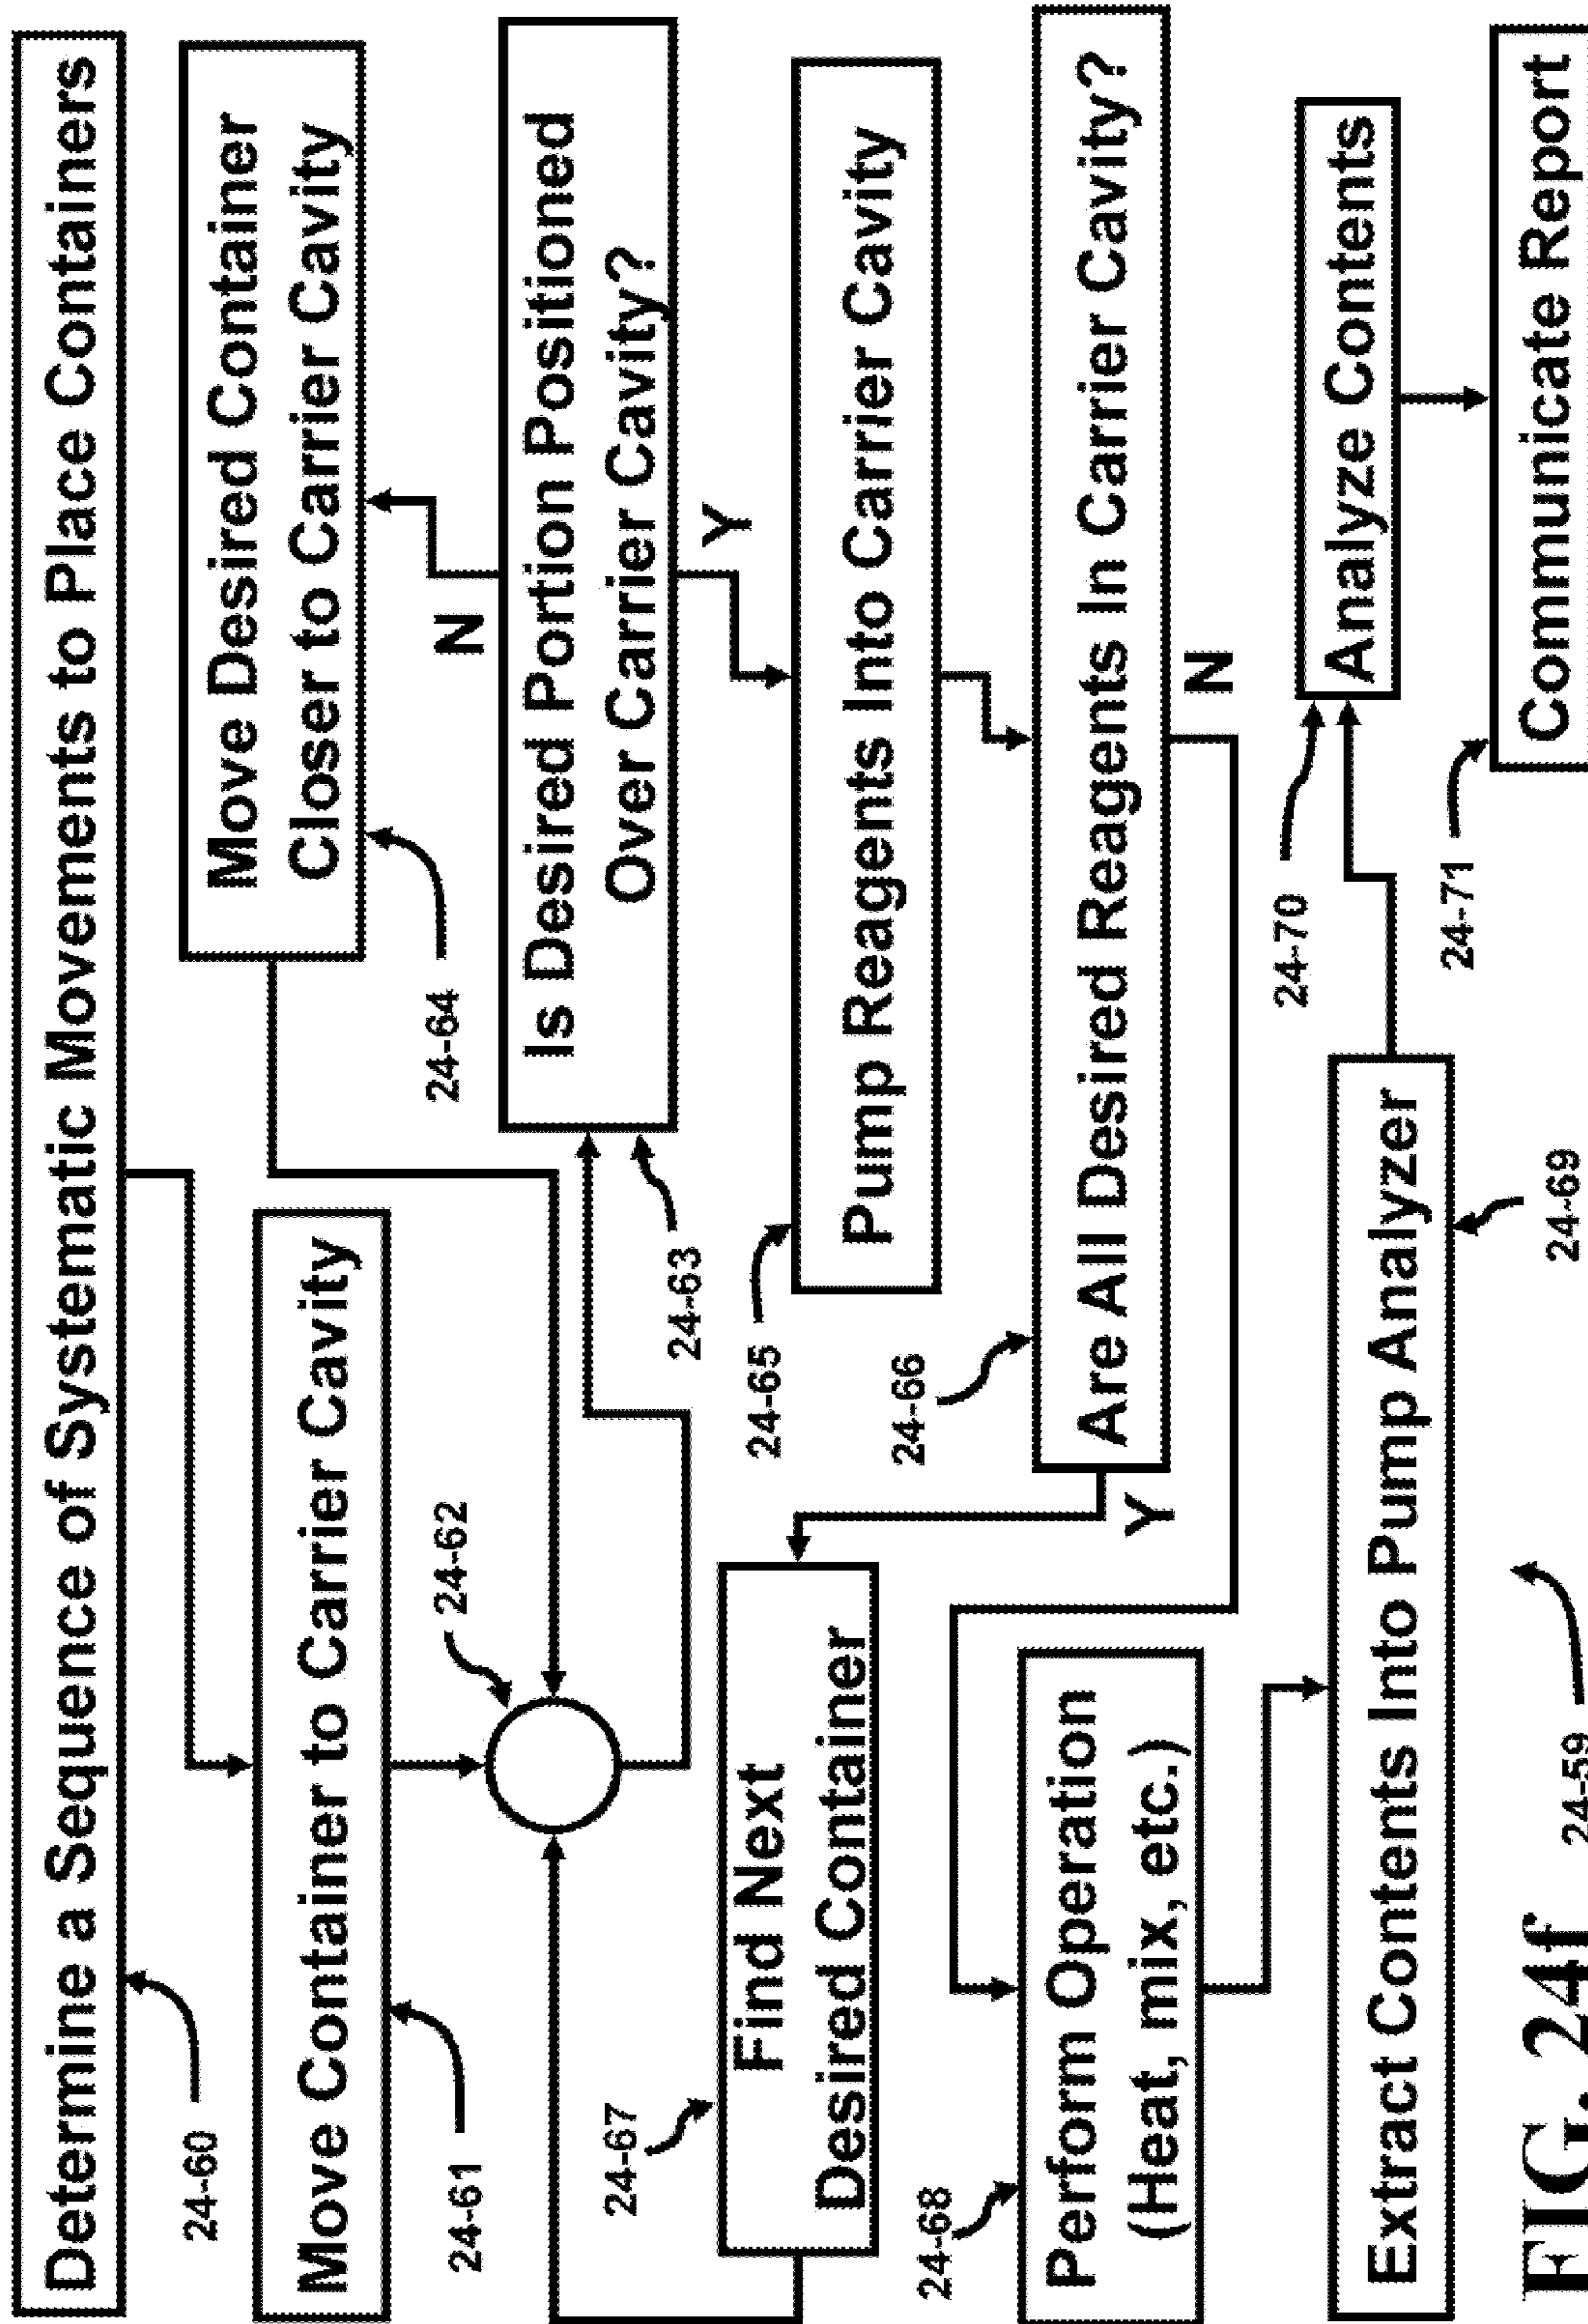 Determine a Sequence of Systematic Movements to Place Containers
24-60
Move Container to Carrier Cavity
24-61
Move Desired Container
Closer to Carrier Cavity
24-64
24-62
N
Is Desired Portion Positioned
Over Carrier Cavity?
24-63
Y
24-67
Find Next
Desired Container
24-65
Pump Reagents Into Carrier Cavity
24-66
Are All Desired Reagents In Carrier Cavity?
Y
N
24-68
Perform Operation
(Heat, mix, etc.)
24-70
Analyze Contents
Extract Contents Into Pump Analyzer
24-69
24-71
Communicate Report
FIG. 24f
24-59